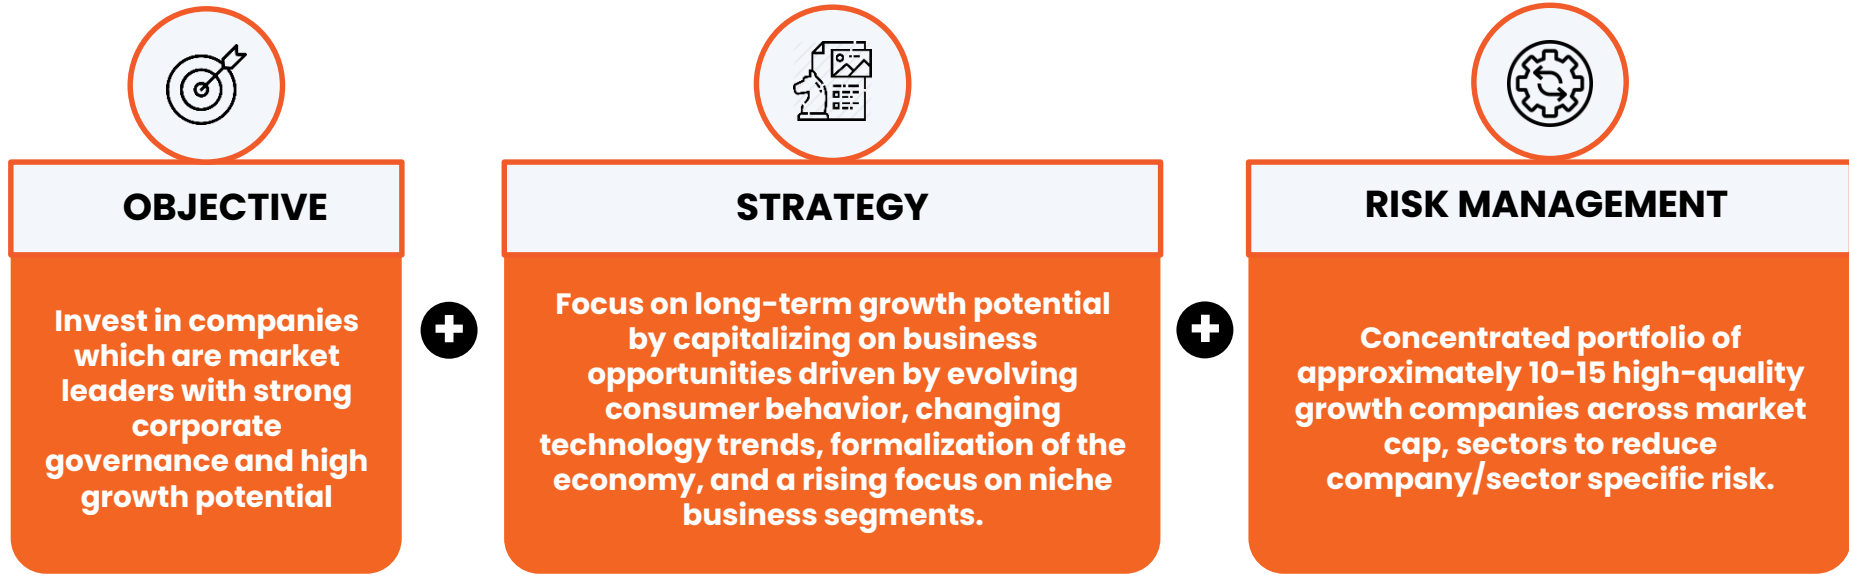 OBJECTIVE
Invest in companies
which are market
leaders with strong
corporate
governance and high
growth potential
STRATEGY
Focus on long-term growth potential
by capitalizing on business
opportunities driven by evolving
consumer behavior, changing
technology trends, formalization of the
economy, and a rising focus on niche
business segments.
RISK MANAGEMENT
Concentrated portfolio of
approximately 10-15 high-quality
growth companies across market
cap, sectors to reduce
company/sector specific risk.